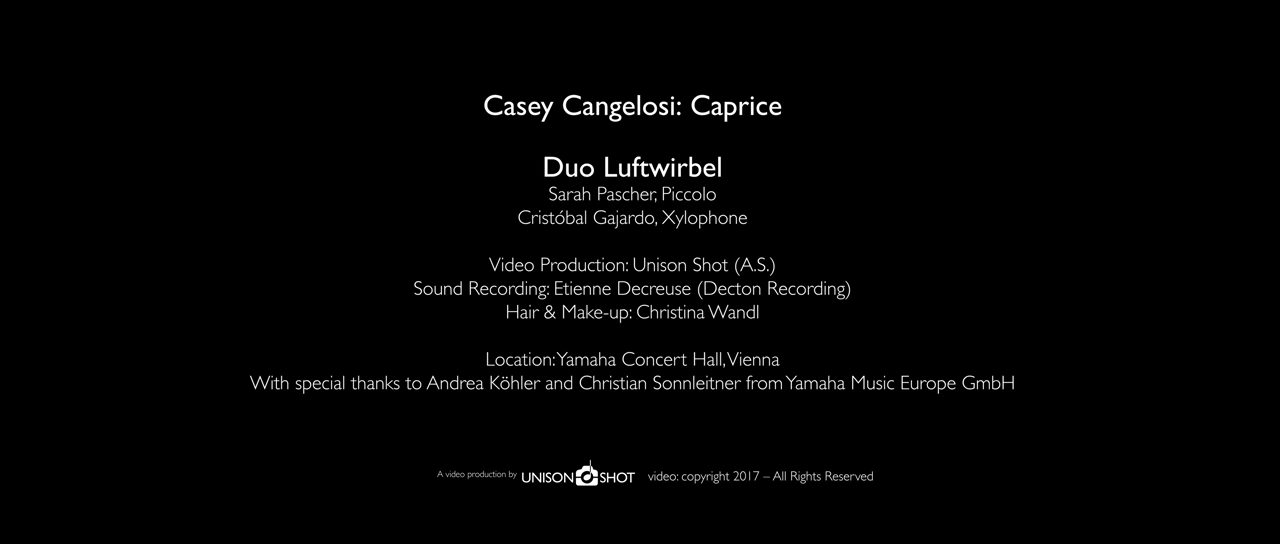 Casey Cangelosi: Caprice
Duo Luftwirbel
Sarah Pascher, Piccolo
Cristóbal Gajardo, Xylophone
Video Production: Unison Shot (A.S.)
Sound Recording: Etienne Decreuse (Decton Recording)
Hair & Make-up: Christina Wandl
Location: Yamaha Concert Hall, Vienna
With special thanks to Andrea Köhler and Christian Sonnleitner from Yamaha Music Europe GmbH
A video production by UNISON SHOT video: copyright 2017 – All Rights Reserved